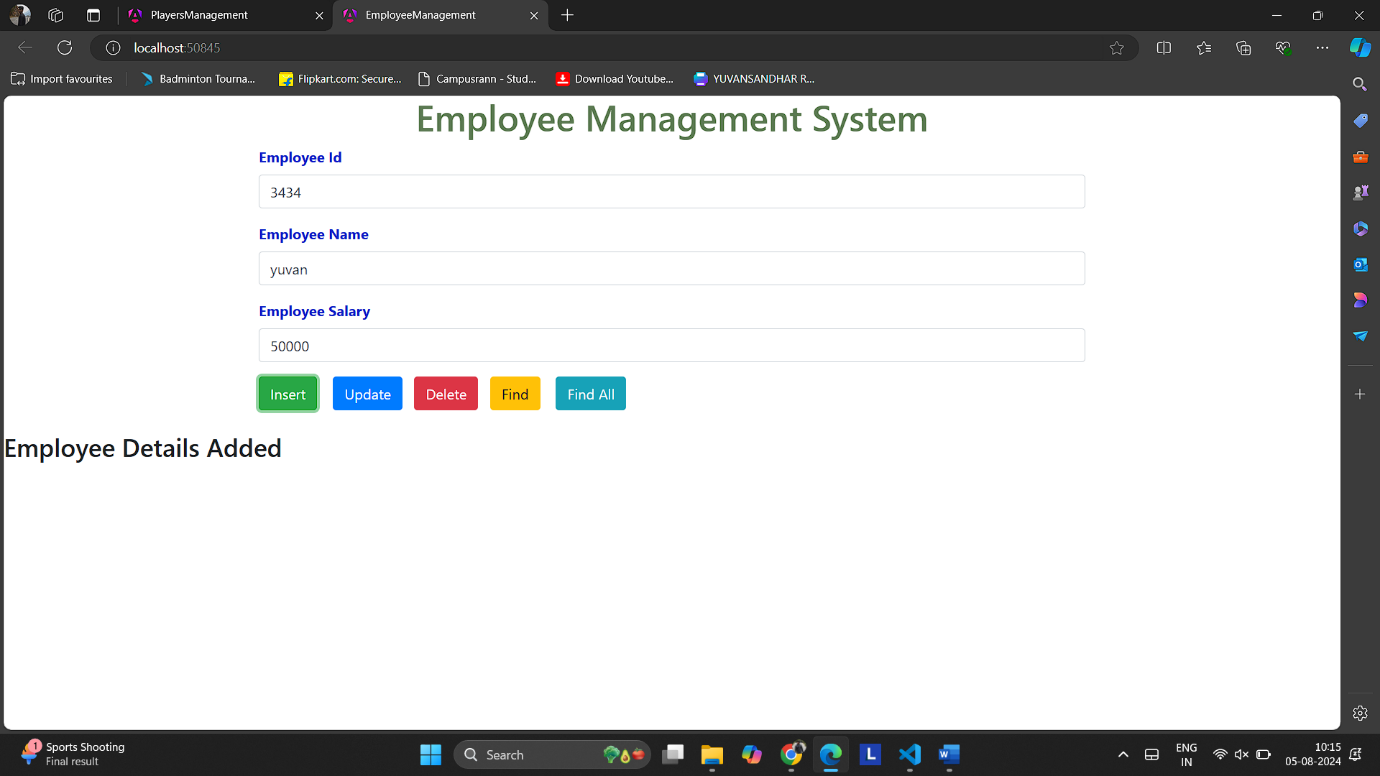 PlayersManagement
EmployeeManagement
localhost:50845
Import favourites
Badminton Tourna...
Flipkart.com: Secure...
Campusrann - Stud...
Download Youtube...
YUVANSANDHAR R...
Employee Management System
Employee Id
3434
Employee Name
yuvan
Employee Salary
50000
Insert
Update
Delete
Find
Find All
Employee Details Added
1
Sports Shooting
Final result
Search
L
W
ENG
IN
10:15
05-08-2024